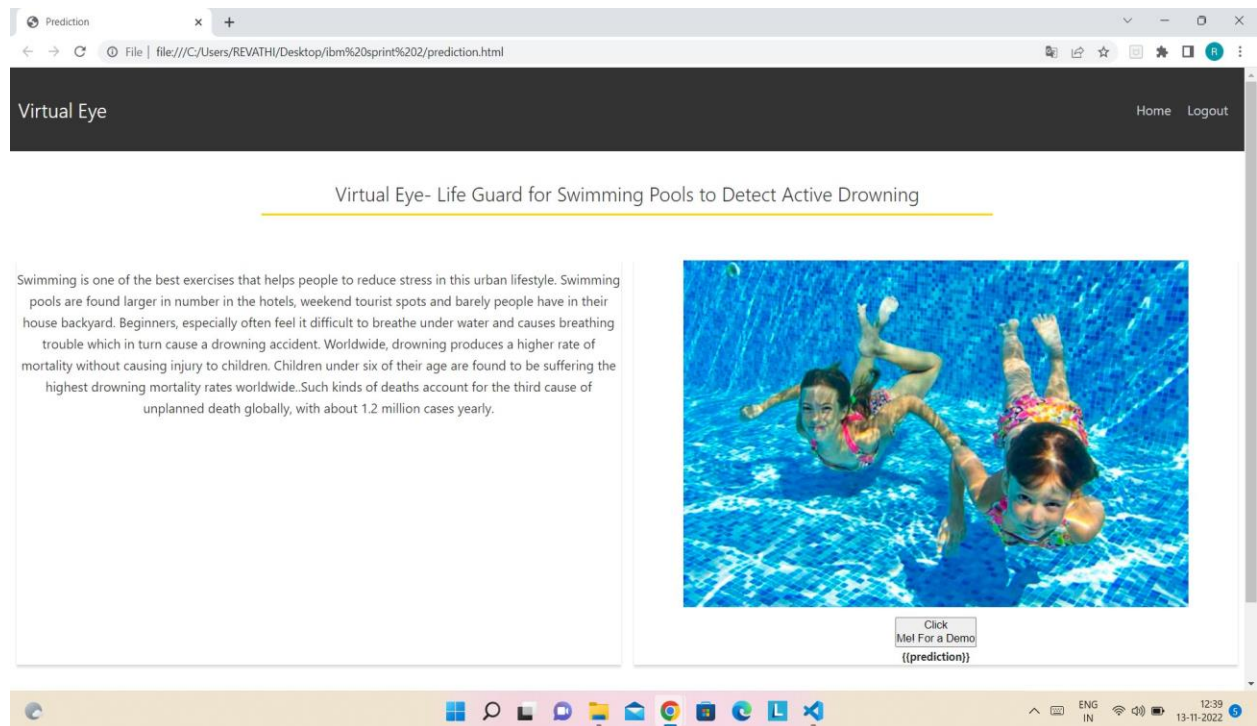 Prediction
File | file:///C:/Users/REVATHI/Desktop/ibm%20sprint%202/prediction.html
R
Virtual Eye
Home Logout
Virtual Eye- Life Guard for Swimming Pools to Detect Active Drowning
Swimming is one of the best exercises that helps people to reduce stress in this urban lifestyle. Swimming
pools are found larger in number in the hotels, weekend tourist spots and barely people have in their
house backyard. Beginners, especially often feel it difficult to breathe under water and causes breathing
trouble which in turn cause a drowning accident. Worldwide, drowning produces a higher rate of
mortality without causing injury to children. Children under six of their age are found to be suffering the
highest drowning mortality rates worldwide..Such kinds of deaths account for the third cause of
unplanned death globally, with about 1.2 million cases yearly.
Click
Me! For a Demo
{{prediction}}
L
ENG
IN
12:39
13-11-2022
5